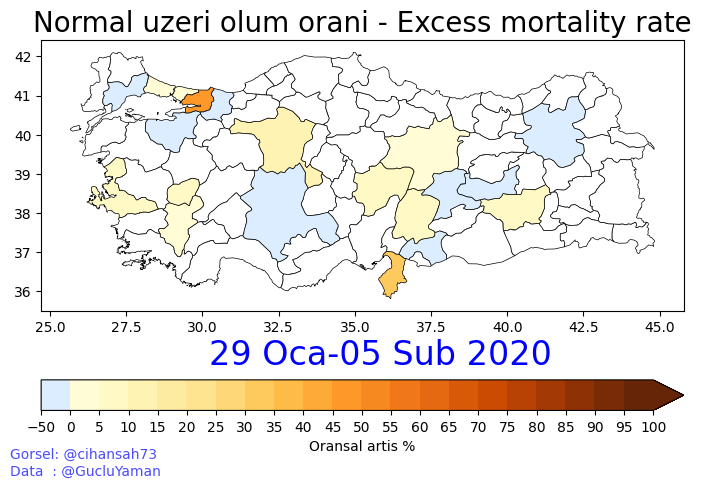 Normal uzeri olum orani - Excess mortality rate
42
41
40
39
38
37
36
25.0 27.5 30.0 32.5 35.0 37.5 40.0 42.5 45.0
29 Oca-05 Sub 2020
−50 0 5 10 15 20 25 30 35 40 45 50 55 60 65 70 75 80 85 90 95 100
Oransal artis %
Gorsel: @cihansah73
Data : @GucluYaman